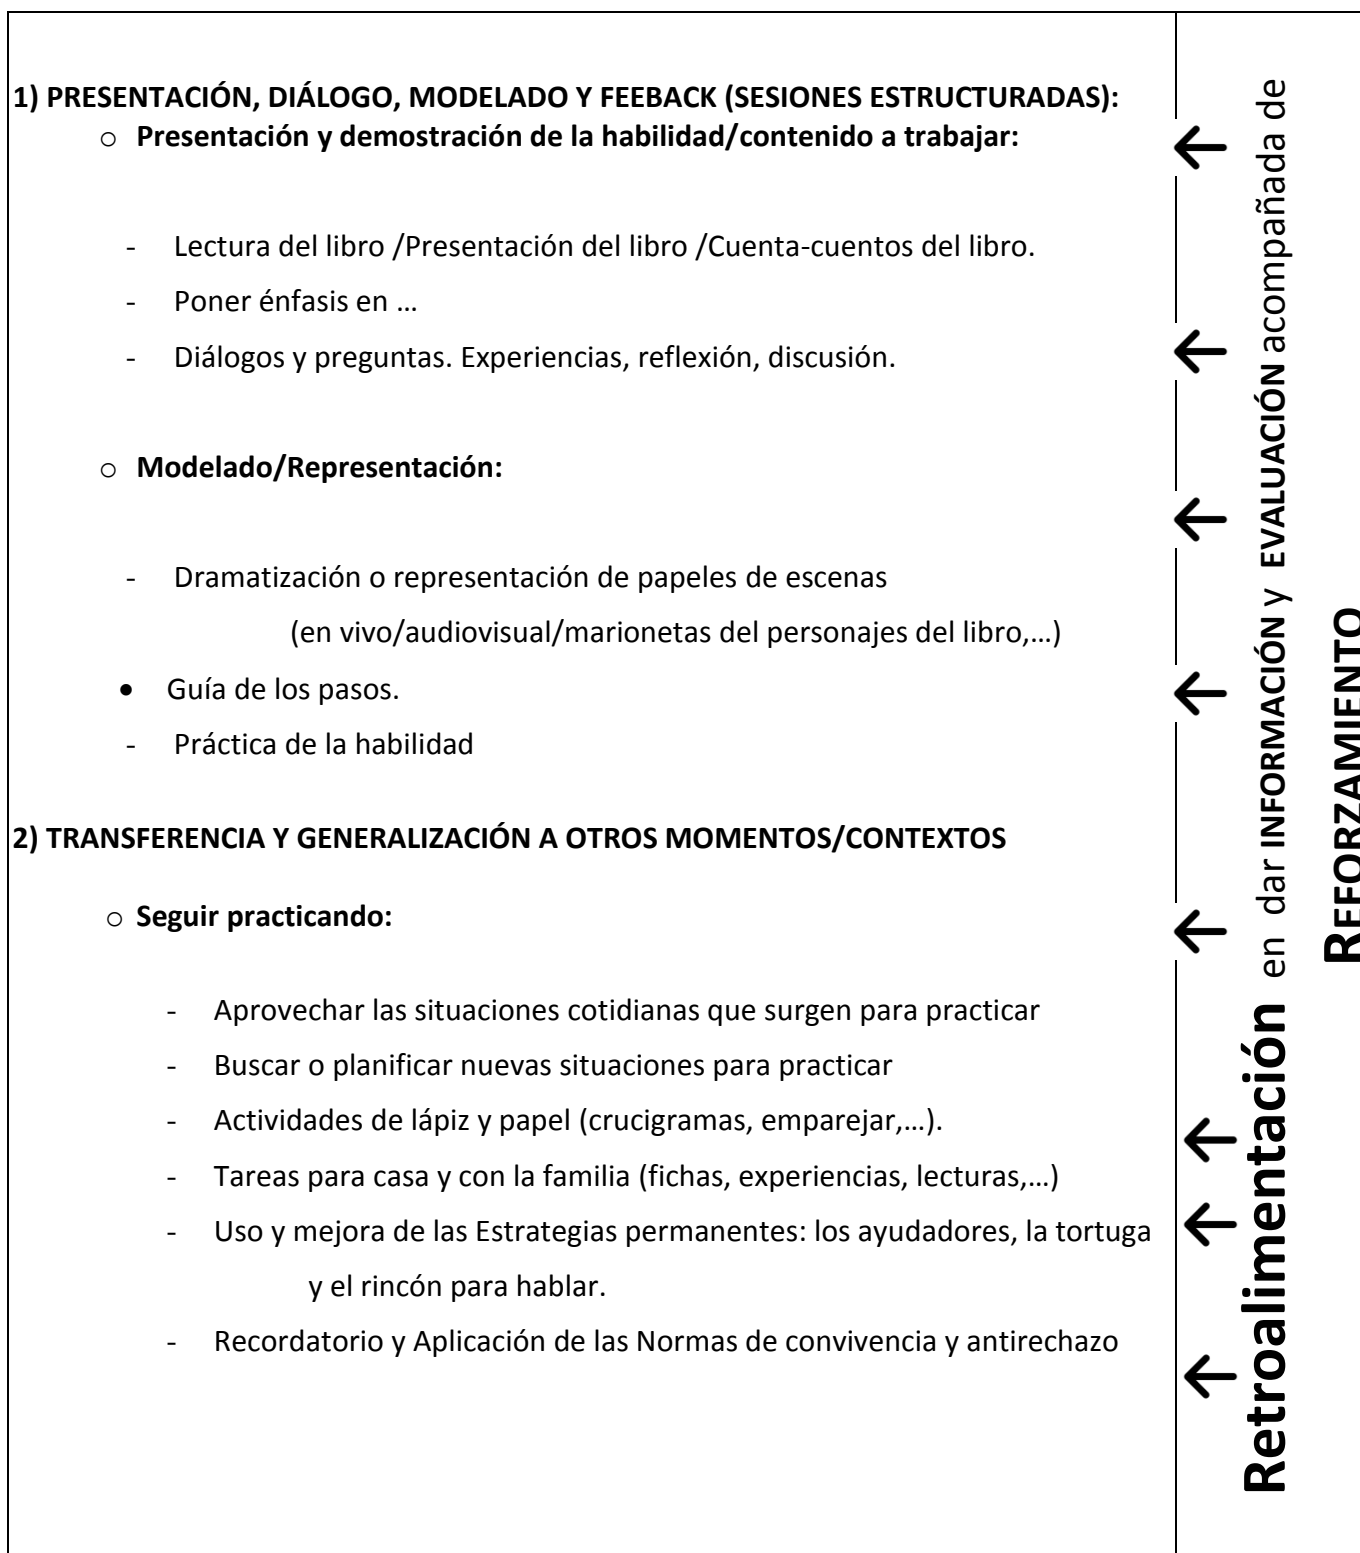 1) PRESENTACIÓN, DIÁLOGO, MODELADO Y FEEBACK (SESIONES ESTRUCTURADAS):
o Presentación y demostración de la habilidad/contenido a trabajar:
- Lectura del libro /Presentación del libro /Cuenta-cuentos del libro.
- Poner énfasis en …
- Diálogos y preguntas. Experiencias, reflexión, discusión.
o Modelado/Representación:
- Dramatización o representación de papeles de escenas
(en vivo/audiovisual/marionetas del personajes del libro,…)
• Guía de los pasos.
- Práctica de la habilidad
2) TRANSFERENCIA Y GENERALIZACIÓN A OTROS MOMENTOS/CONTEXTOS
o Seguir practicando:
- Aprovechar las situaciones cotidianas que surgen para practicar
- Buscar o planificar nuevas situaciones para practicar
- Actividades de lápiz y papel (crucigramas, emparejar,…).
- Tareas para casa y con la familia (fichas, experiencias, lecturas,…)
- Uso y mejora de las Estrategias permanentes: los ayudadores, la tortuga
y el rincón para hablar.
- Recordatorio y Aplicación de las Normas de convivencia y antirechazo
Retroalimentación en dar INFORMACIÓN y EVALUACIÓN acompañada de
REFORZAMIENTO